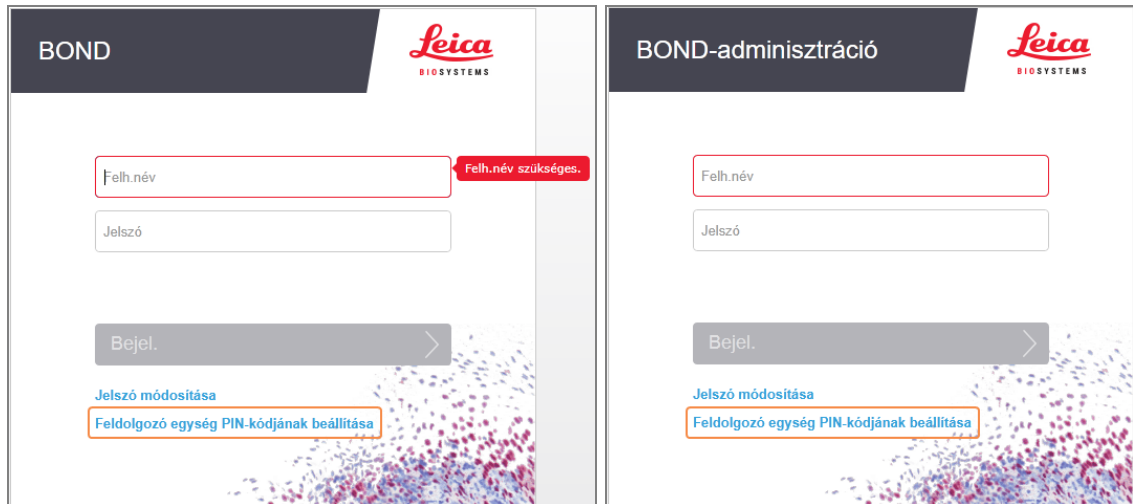 BOND
Leica
BIOSYSTEMS
Felh.név
Felh.név szükséges.
Jelszó
Bejel.
Jelszó módosítása
Feldolgozó egység PIN-kódjának beállítása
BOND-adminisztráció
Leica
BIOSYSTEMS
Felh.név
Jelszó
Bejel.
Jelszó módosítása
Feldolgozó egység PIN-kódjának beállítása